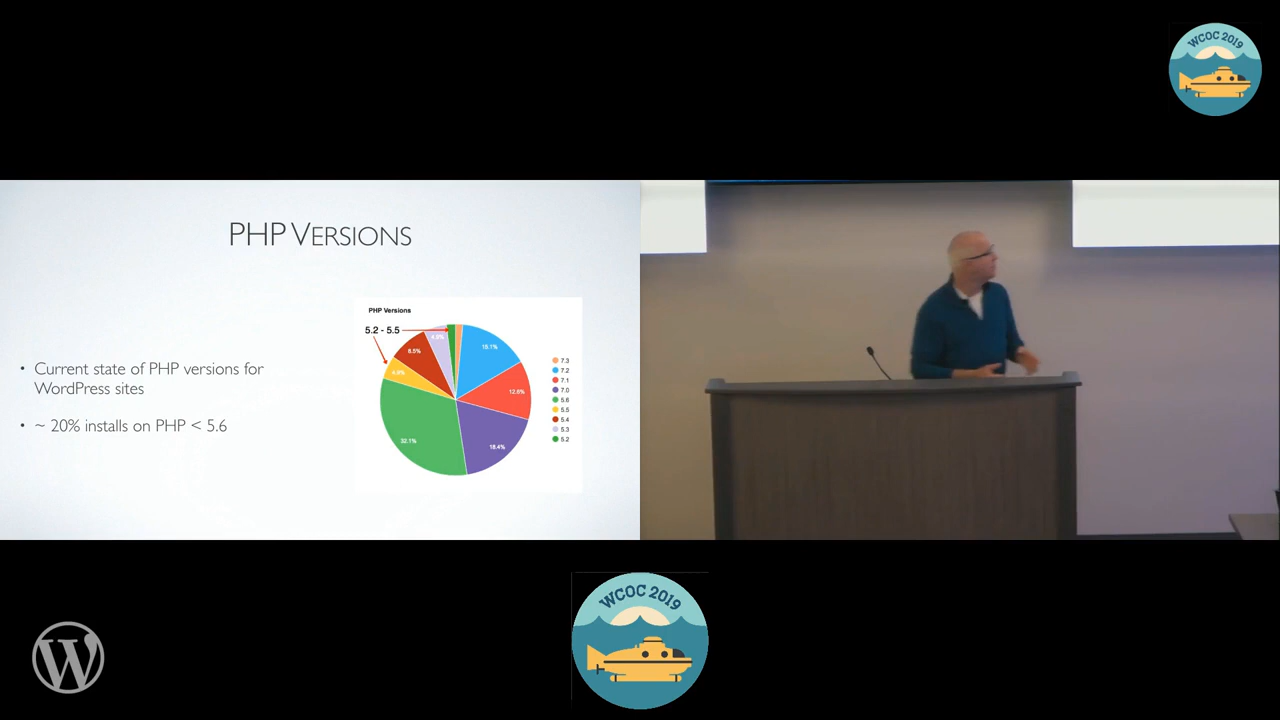 WCOC 2019
PHP VERSIONS
PHP Versions
5.2 - 5.5
15.1%
12.8%
18.4%
32.1%
4.8%
8.5%
7.3
7.2
7.1
7.0
5.6
5.5
5.4
5.3
5.2
• Current state of PHP versions for
WordPress sites
• ~ 20% installs on PHP < 5.6
WCOC 2019
W